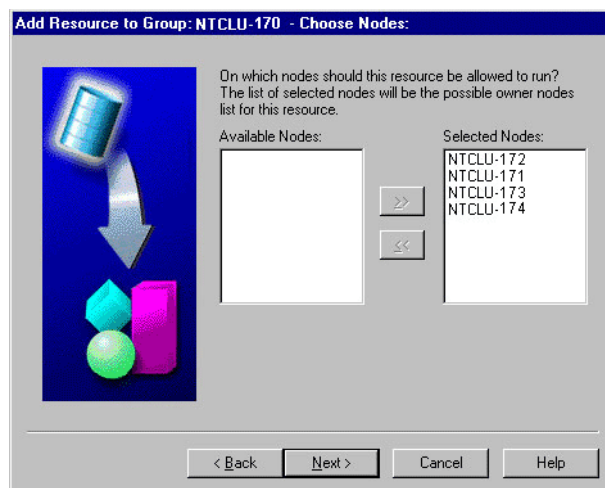 Add Resource to Group: NTCLU-170 - Choose Nodes:
On which nodes should this resource be allowed to run?
The list of selected nodes will be the possible owner nodes
list for this resource.
Available Nodes:
Selected Nodes:
NTCLU-172
NTCLU-171
NTCLU-173
NTCLU-174
>>
<<
< Back
Next >
Cancel
Help